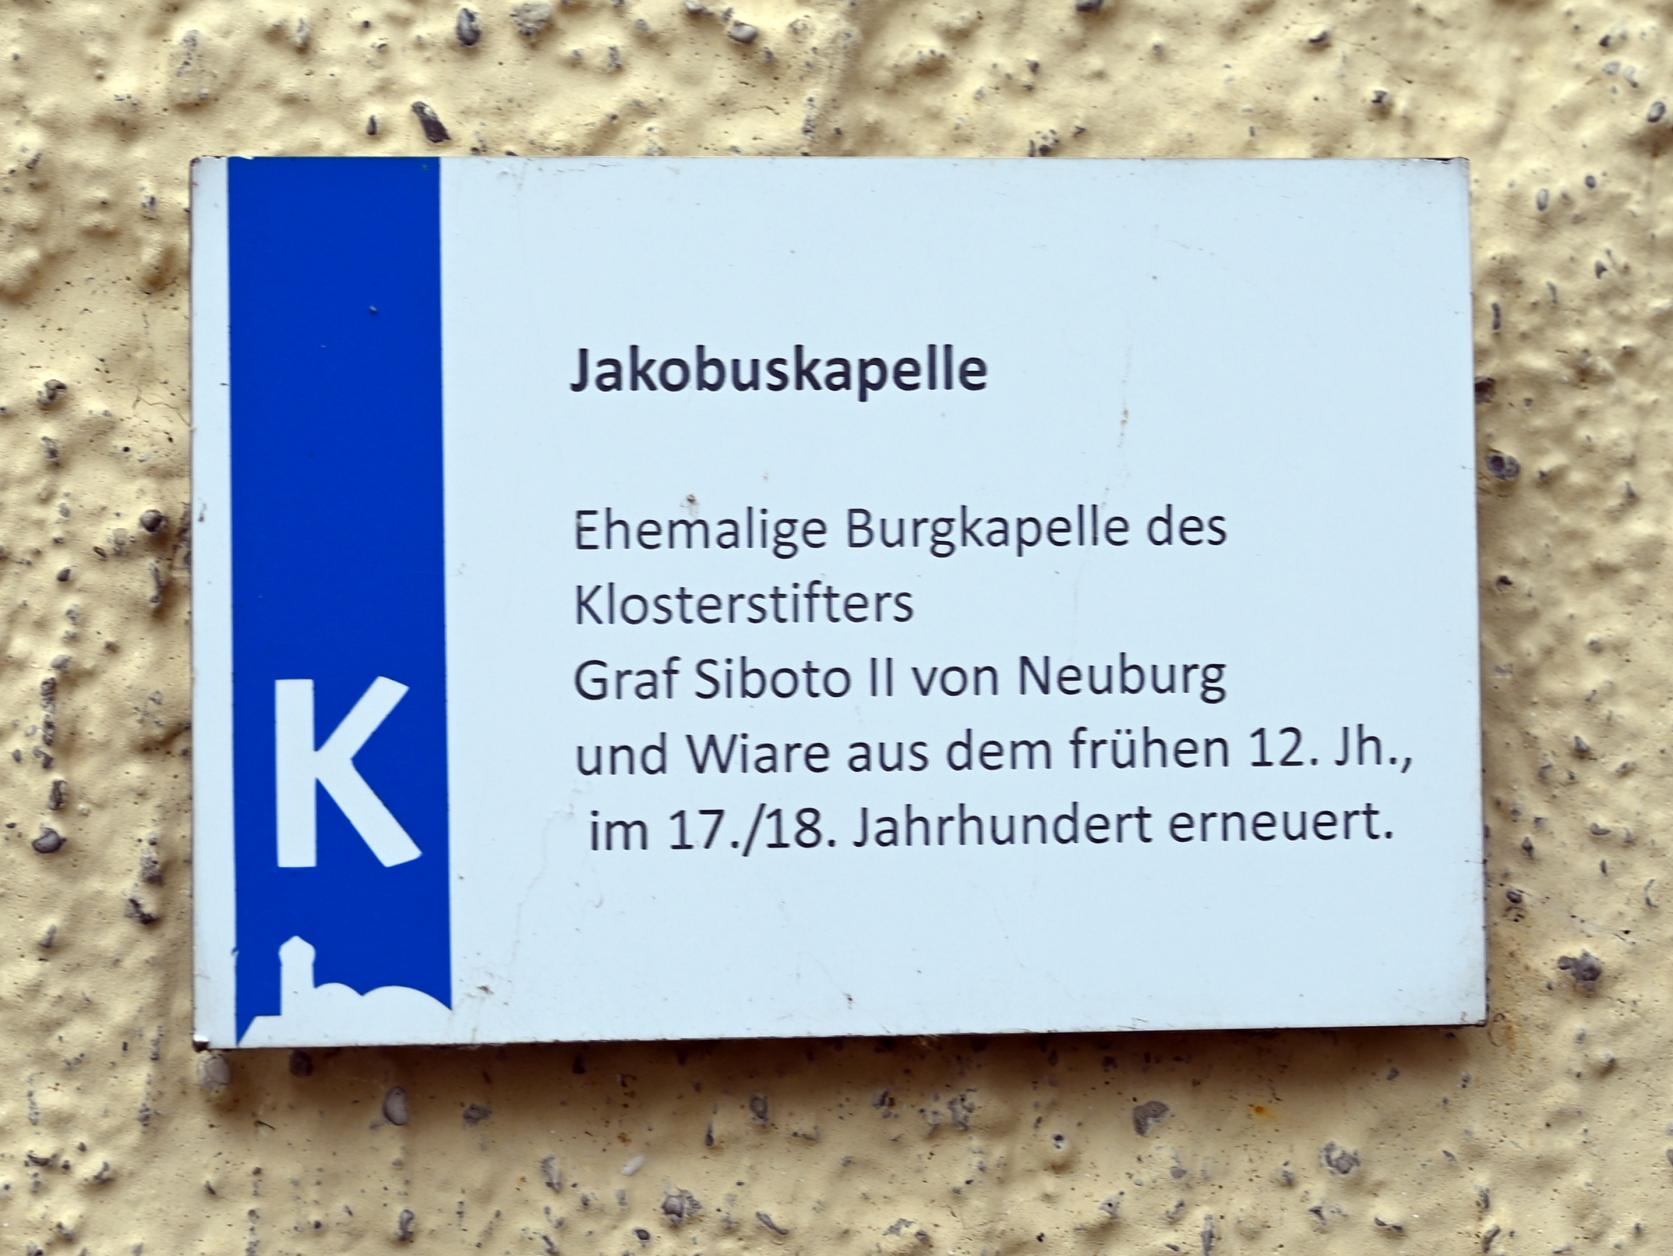 Jakobuskapelle
Ehemalige Burgkapelle des
Klosterstifters
Graf Siboto II von Neuburg
und Wiare aus dem frühen 12. Jh.,
im 17./18. Jahrhundert erneuert.
K